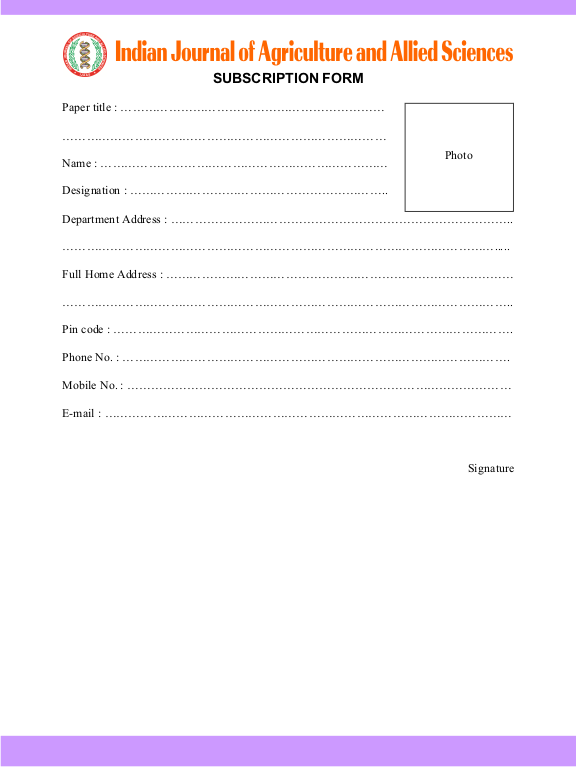 Indian Journal of Agriculture and Allied Sciences
SUBSCRIPTION FORM
Paper title : ……………………………………………………
………………………………………………………………
Photo
Name : ………………………………………………………
Designation : …………………………………………………..
Department Address : …………………………………………………………………..
…………………………………………………………………………………….....
Full Home Address : ……………………………………………………………………
………………………………………………………………………………………..
Pin code : ……………………………………………………………………………….
Phone No. : …………………………………………………………………………….
Mobile No. : ……………………………………………………………………………
E-mail : …………………………………………………………………………………
Signature